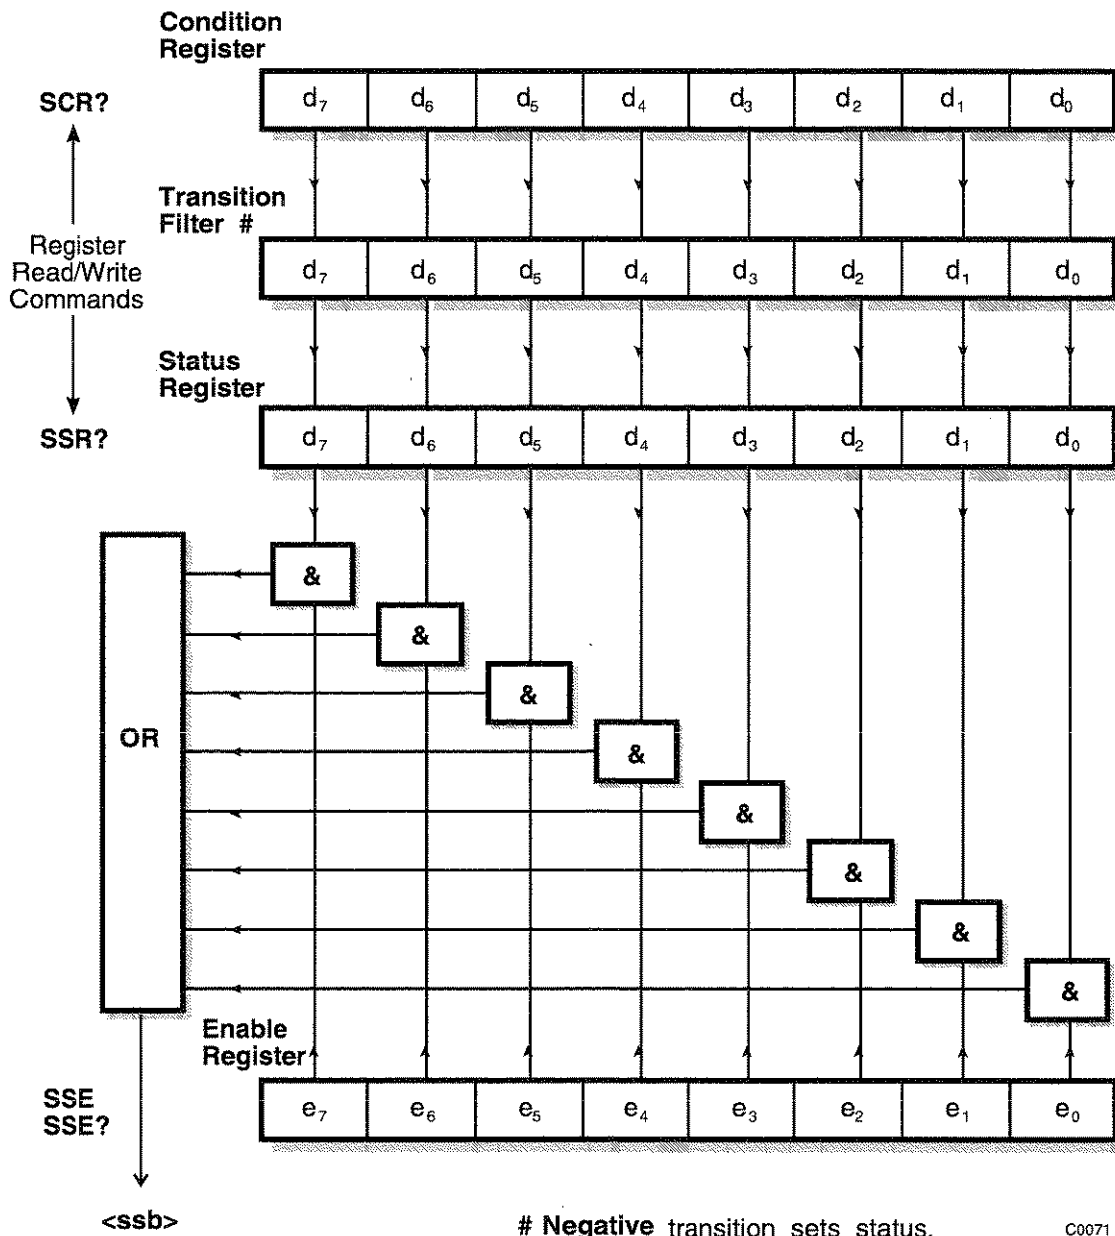 Condition
Register
SCR?
d7 d6 d5 d4 d3 d2 d1 d0
Transition
Filter #
Register
Read/Write
Commands
d7 d6 d5 d4 d3 d2 d1 d0
Status
Register
SSR?
d7 d6 d5 d4 d3 d2 d1 d0
&
&
&
&
&
&
&
&
OR
Enable
Register
SSE
SSE?
e7 e6 e5 e4 e3 e2 e1 e0
<ssb>
# Negative transition sets status.
C0071